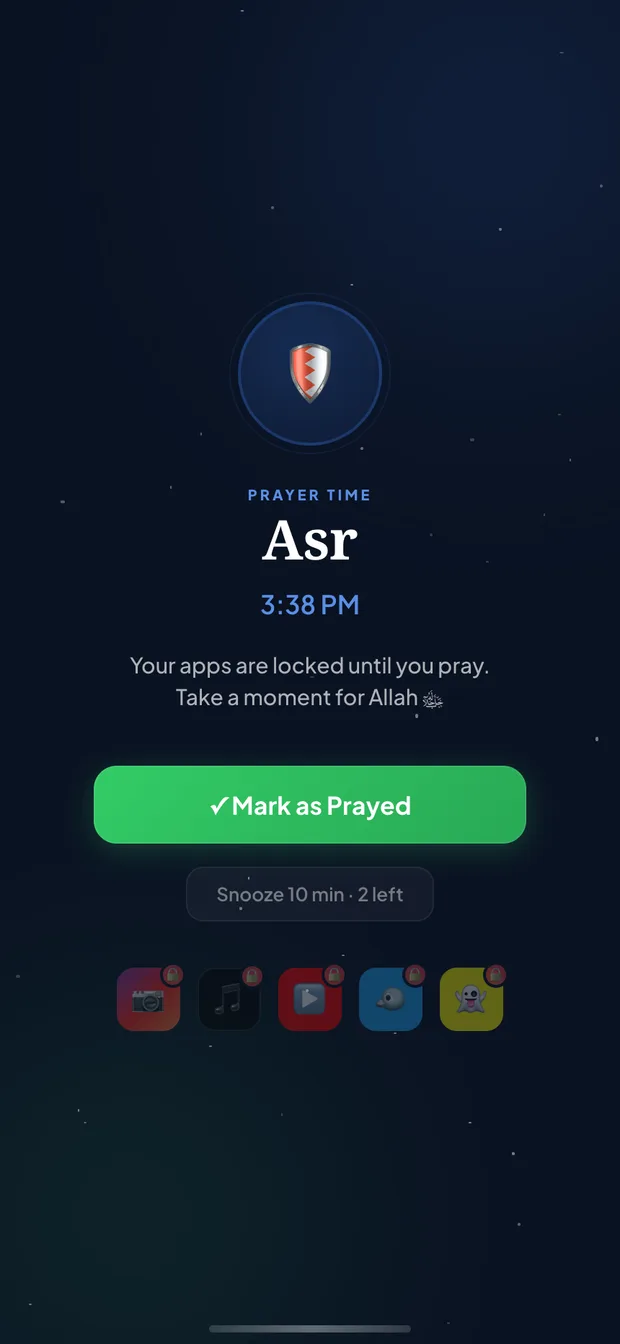 PRAYER TIME
Asr
3:38 PM
Your apps are locked until you pray.
Take a moment for Allah ﷻ
✓Mark as Prayed
Snooze 10 min · 2 left